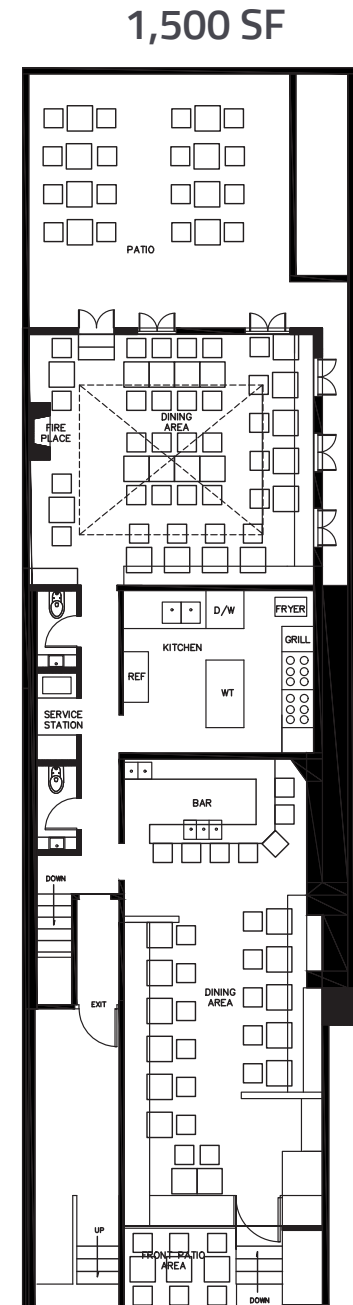 1,500 SF
PATIO
DINING
AREA
FIRE
PLACE
D/W
FRYER
KITCHEN
GRILL
REF
WT
SERVICE
STATION
BAR
DOWN
DINING
AREA
EXIT
UP
FRONT PATIO
AREA
DOWN